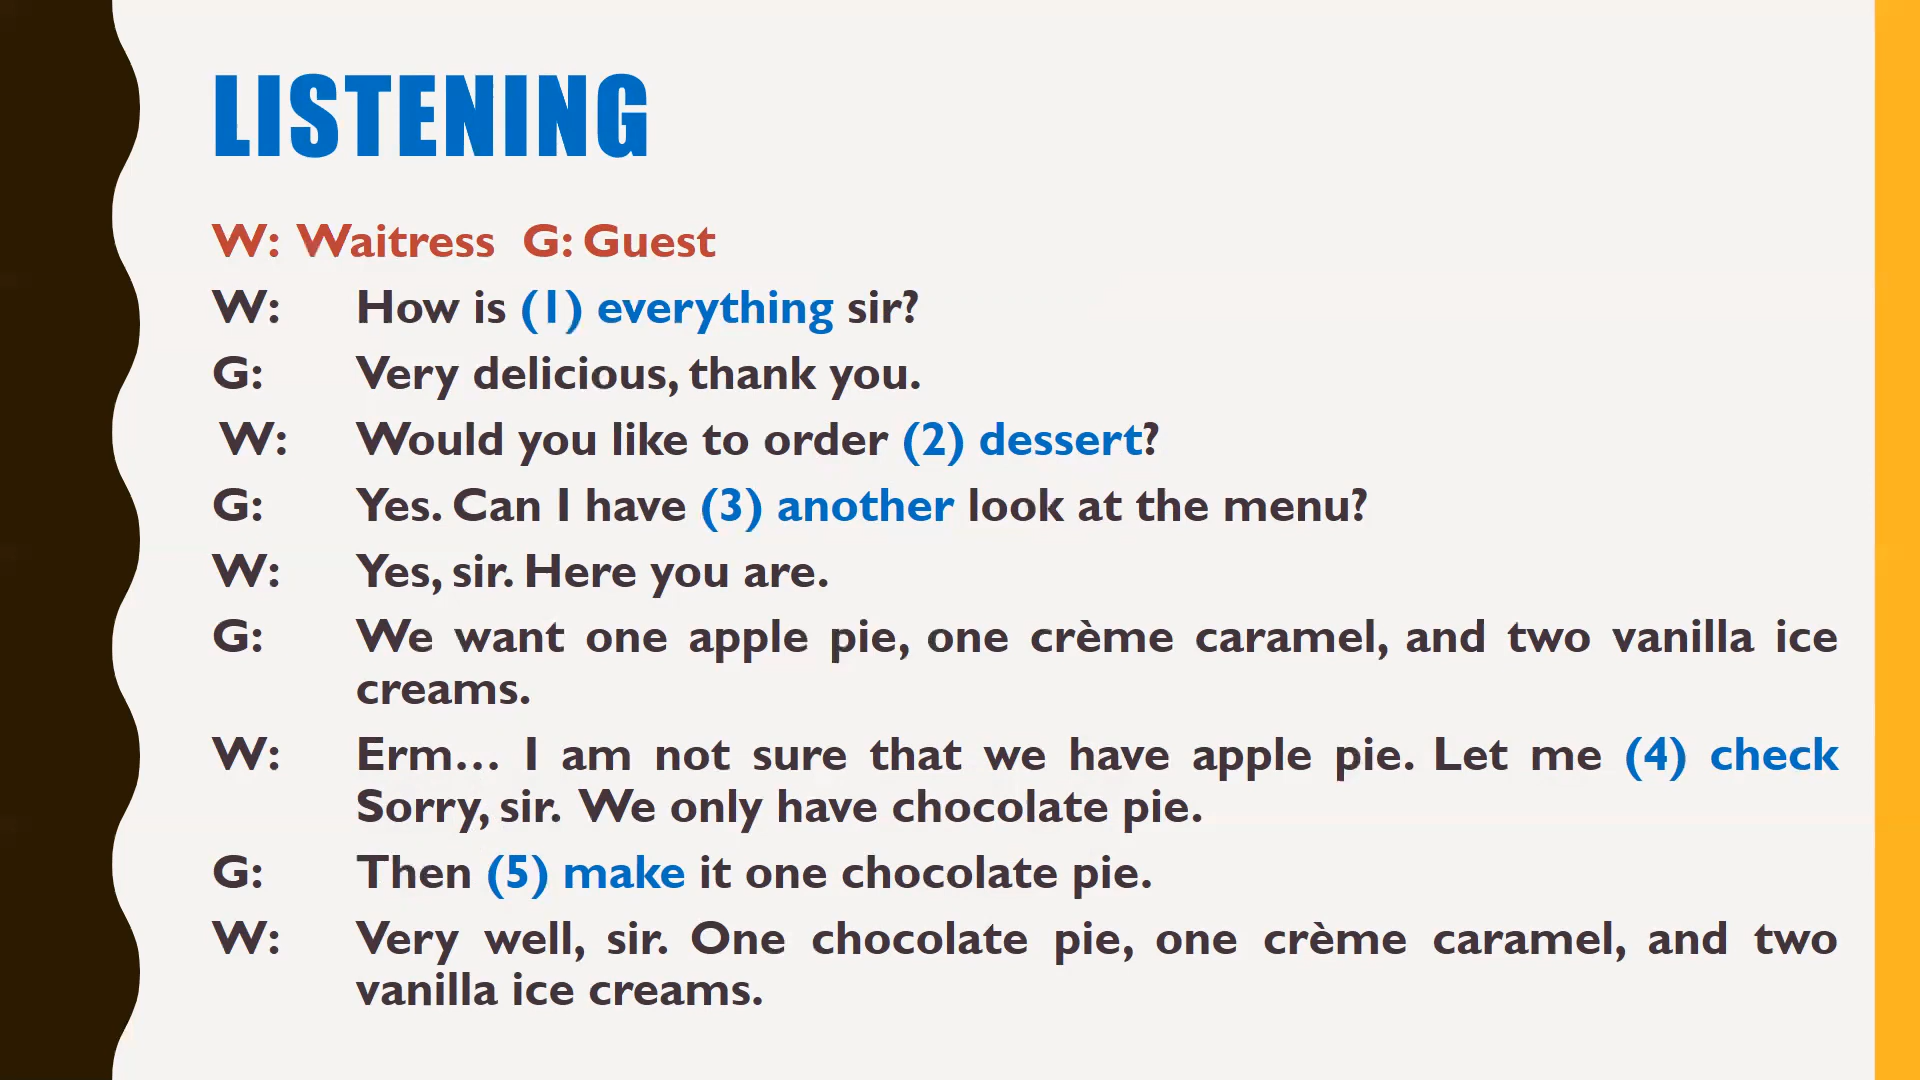 LISTENING
W: Waitress G: Guest
W: How is (1) everything sir?
G: Very delicious, thank you.
W: Would you like to order (2) dessert?
G: Yes. Can I have (3) another look at the menu?
W: Yes, sir. Here you are.
G: We want one apple pie, one crème caramel, and two vanilla ice
creams.
W: Erm… I am not sure that we have apple pie. Let me (4) check
Sorry, sir. We only have chocolate pie.
G: Then (5) make it one chocolate pie.
W: Very well, sir. One chocolate pie, one crème caramel, and two
vanilla ice creams.